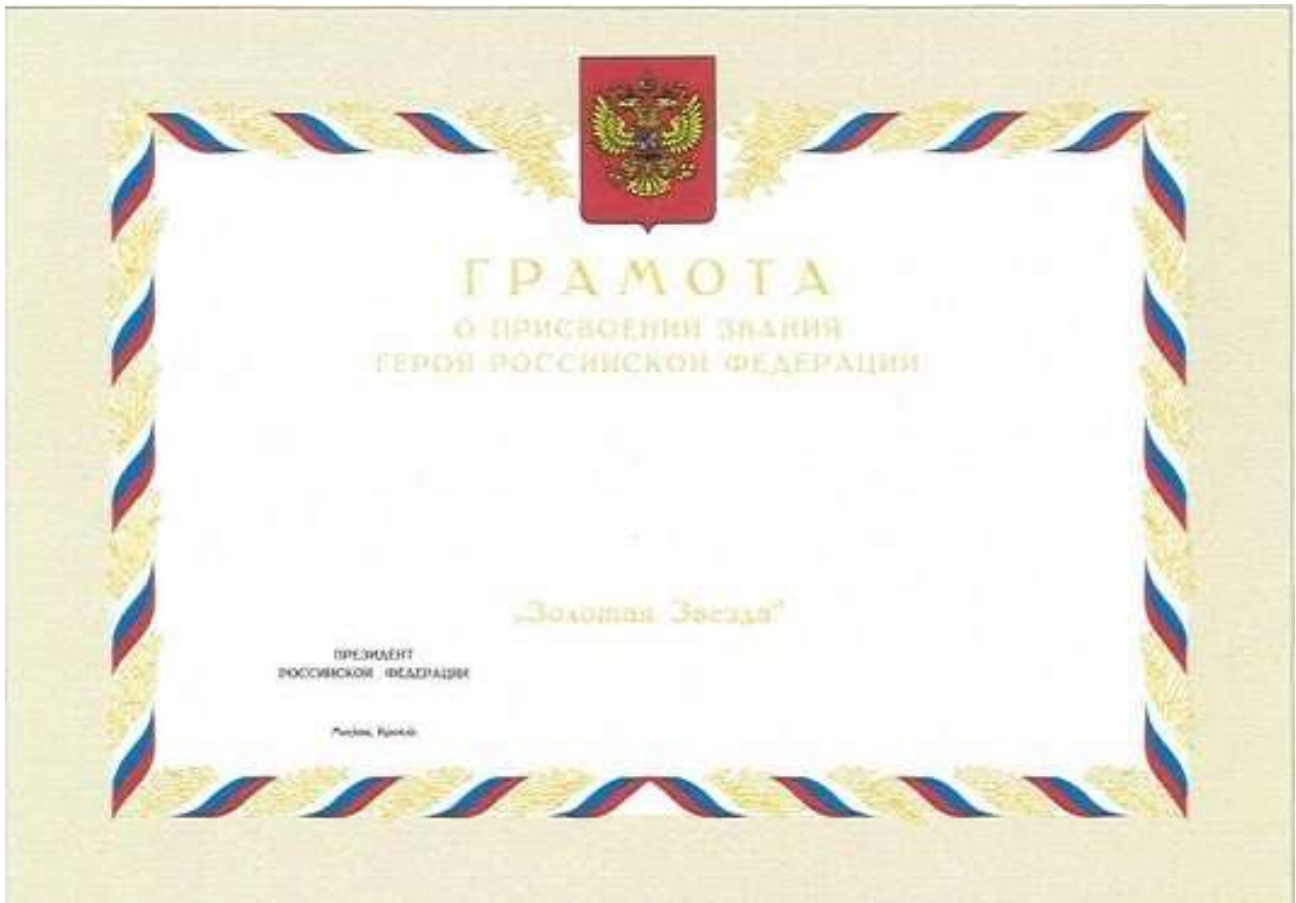 ГРАМОТА
О ПРИСВОЕНИИ ЗВАНИЯ
ГЕРОЯ РОССИЙСКОЙ ФЕДЕРАЦИИ
„Золотая Звезда"
ПРЕЗИДЕНТ
РОССИЙСКОЙ ФЕДЕРАЦИИ
Москва, Кремль